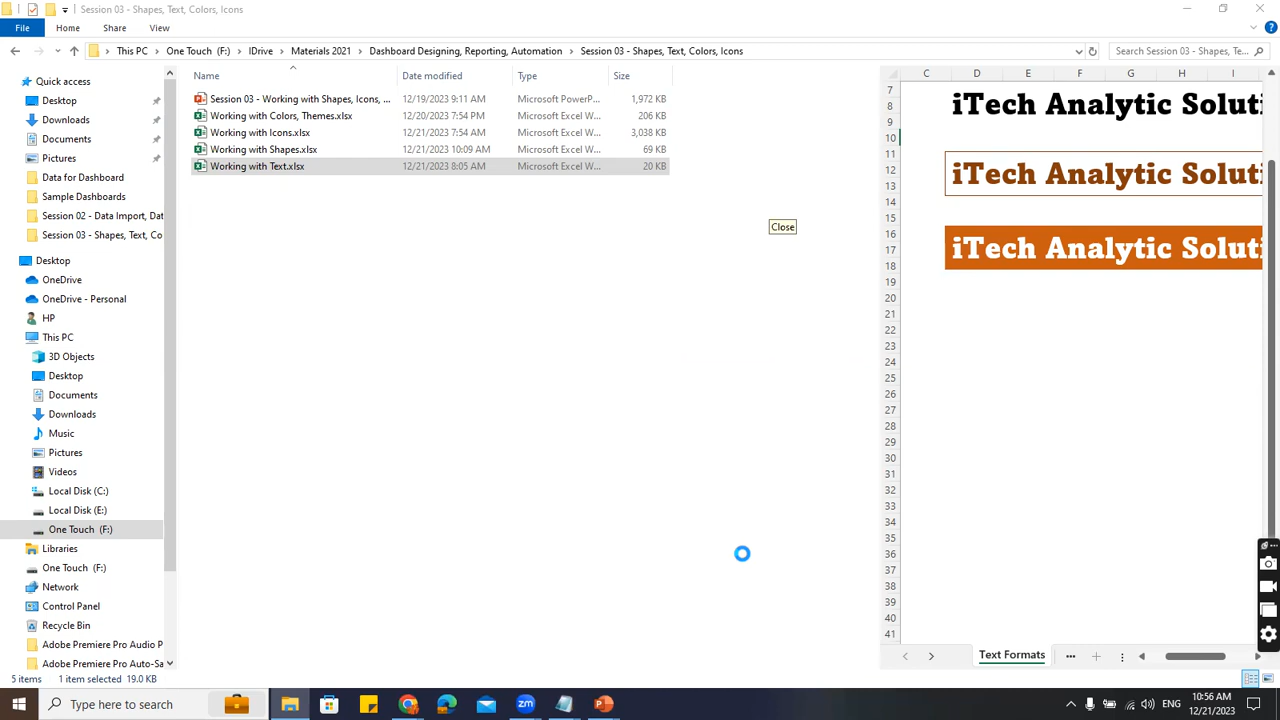 Session 03 - Shapes, Text, Colors, Icons
File
Home
Share
View
This PC
One Touch (F:)
IDrive
Materials 2021
Dashboard Designing, Reporting, Automation
Session 03 - Shapes, Text, Colors, Icons
Search Session 03 - Shapes, Te...
Name
Date modified
Type
Size
Session 03 - Working with Shapes, Icons, ... 12/19/2023 9:11 AM Microsoft PowerP... 1,972 KB
Working with Colors, Themes.xlsx 12/20/2023 7:54 PM Microsoft Excel W... 206 KB
Working with Icons.xlsx 12/21/2023 7:54 AM Microsoft Excel W... 3,038 KB
Working with Shapes.xlsx 12/21/2023 10:09 AM Microsoft Excel W... 69 KB
Working with Text.xlsx 12/21/2023 8:05 AM Microsoft Excel W... 20 KB
Close
Quick access
Desktop
Downloads
Documents
Pictures
Data for Dashboard
Sample Dashboards
Session 02 - Data Import, Dat
Session 03 - Shapes, Text, Co
Desktop
OneDrive
OneDrive - Personal
HP
This PC
3D Objects
Desktop
Documents
Downloads
Music
Pictures
Videos
Local Disk (C:)
Local Disk (E:)
One Touch (F:)
Libraries
One Touch (F:)
Network
Control Panel
Recycle Bin
Adobe Premiere Pro Audio P
Adobe Premiere Pro Auto-Sa
5 items
1 item selected 19.0 KB
C D E F G H I
7
8
9
10
11
12
13
14
15
16
17
18
19
20
21
22
23
24
25
26
27
28
29
30
31
32
33
34
35
36
37
38
39
40
41
iTech Analytic Soluti
iTech Analytic Soluti
iTech Analytic Soluti
Text Formats
Type here to search
zm
ENG
10:56 AM
12/21/2023